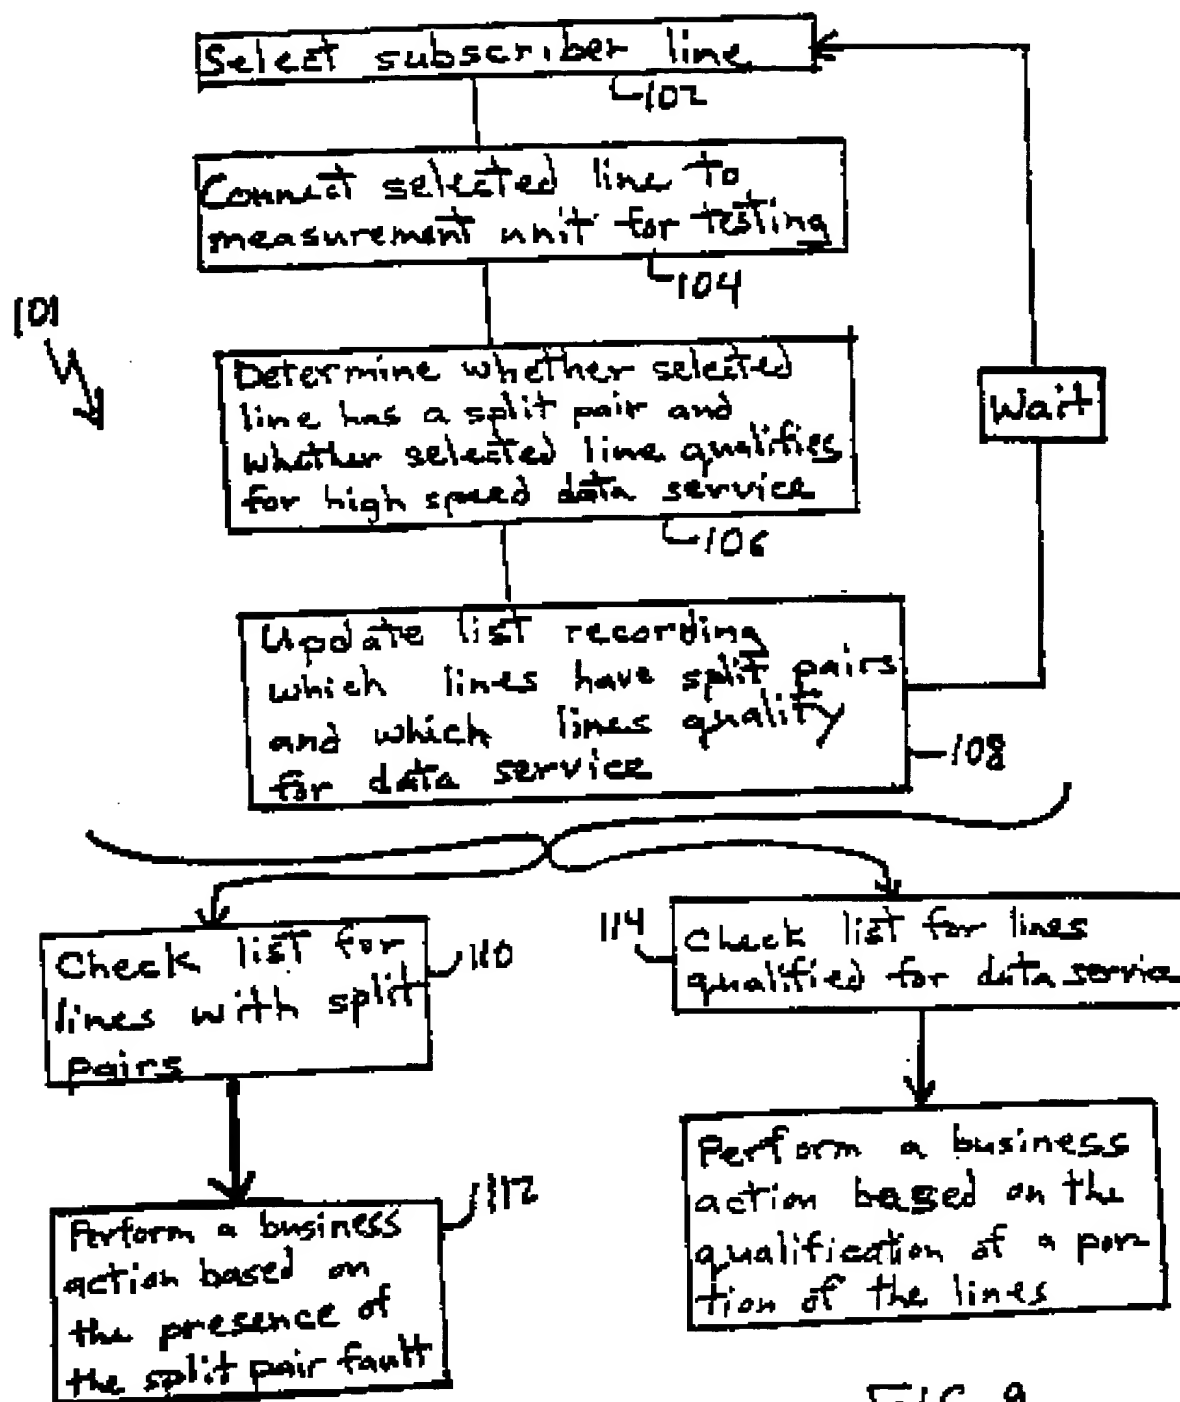 Select subscriber line
102
Connect selected line to
measurement unit for testing
104
101
Determine whether selected
line has a split pair and
whether selected line qualifies
for high speed data service
106
Wait
Update list recording
which lines have split pairs
and which lines quality
for data service
108
Check list for
lines with split
pairs
110
114
Check list for lines
qualified for data service
Perform a business
action based on
the presence of
the split pair fault
112
Perform a business
action based on the
qualification of a por-
tion of the lines
FIG 9